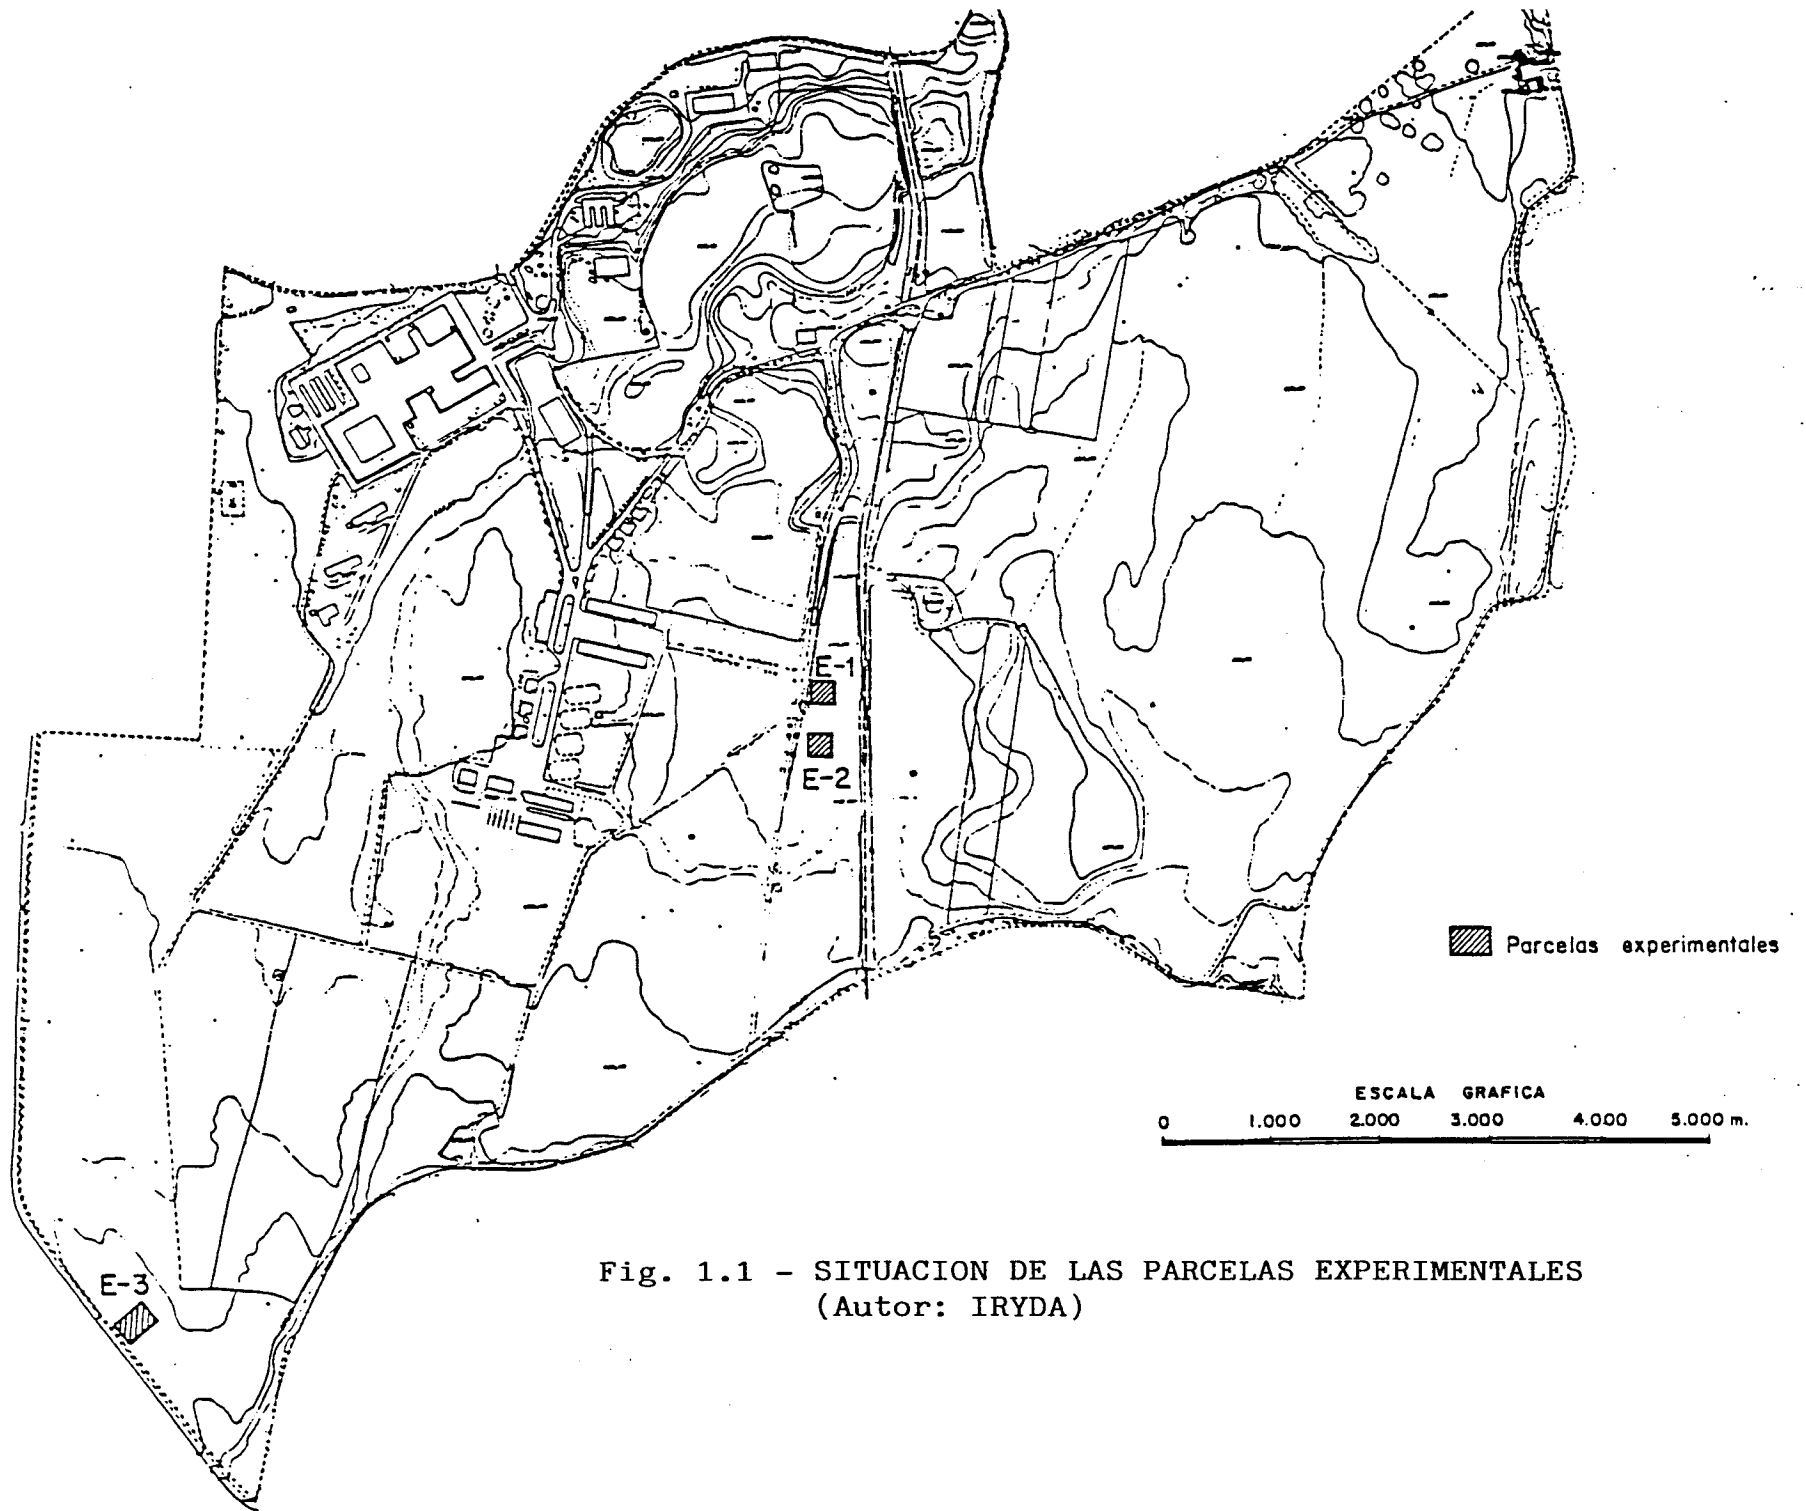 E-1
E-2
E-3
Parcelas experimentales
ESCALA GRAFICA
0 1.000 2.000 3.000 4.000 5.000 m.
Fig. 1.1 - SITUACION DE LAS PARCELAS EXPERIMENTALES
(Autor: IRYDA)